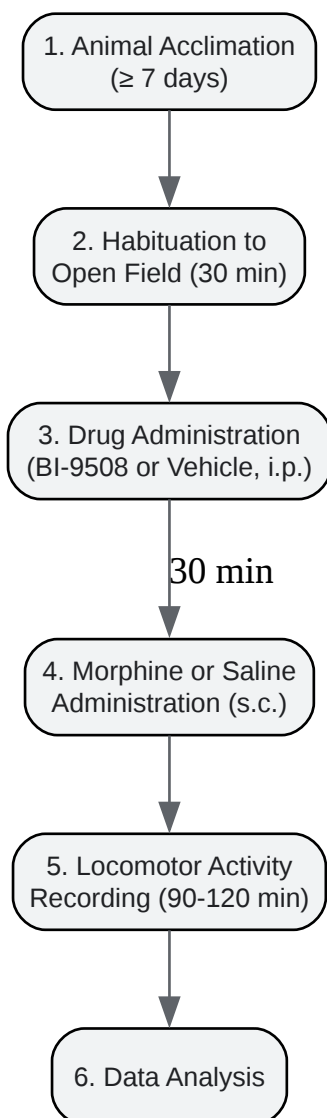 1. Animal Acclimation
(≥ 7 days)
2. Habituation to
Open Field (30 min)
3. Drug Administration
(BI-9508 or Vehicle, i.p.)
30 min
4. Morphine or Saline
Administration (s.c.)
5. Locomotor Activity
Recording (90-120 min)
6. Data Analysis